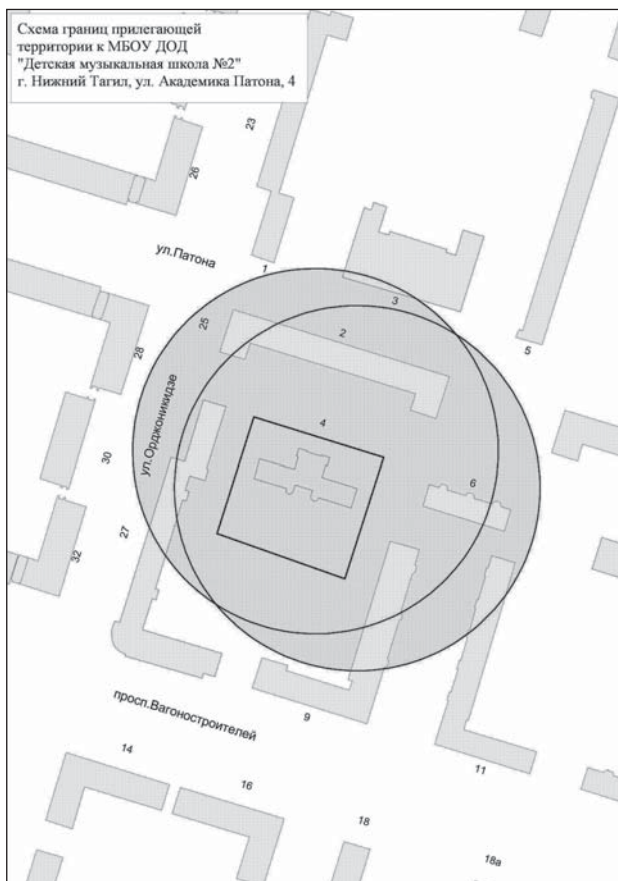 Схема границ прилегающей
территории к МБОУ ДОД
"Детская музыкальная школа №2"
г. Нижний Тагил, ул. Академика Патона, 4
23
26
ул.Патона
1
3
25
2
5
28
ул.Орджоникидзе
4
30
6
27
32
просп.Вагоностроителей
9
14
11
16
18
18а